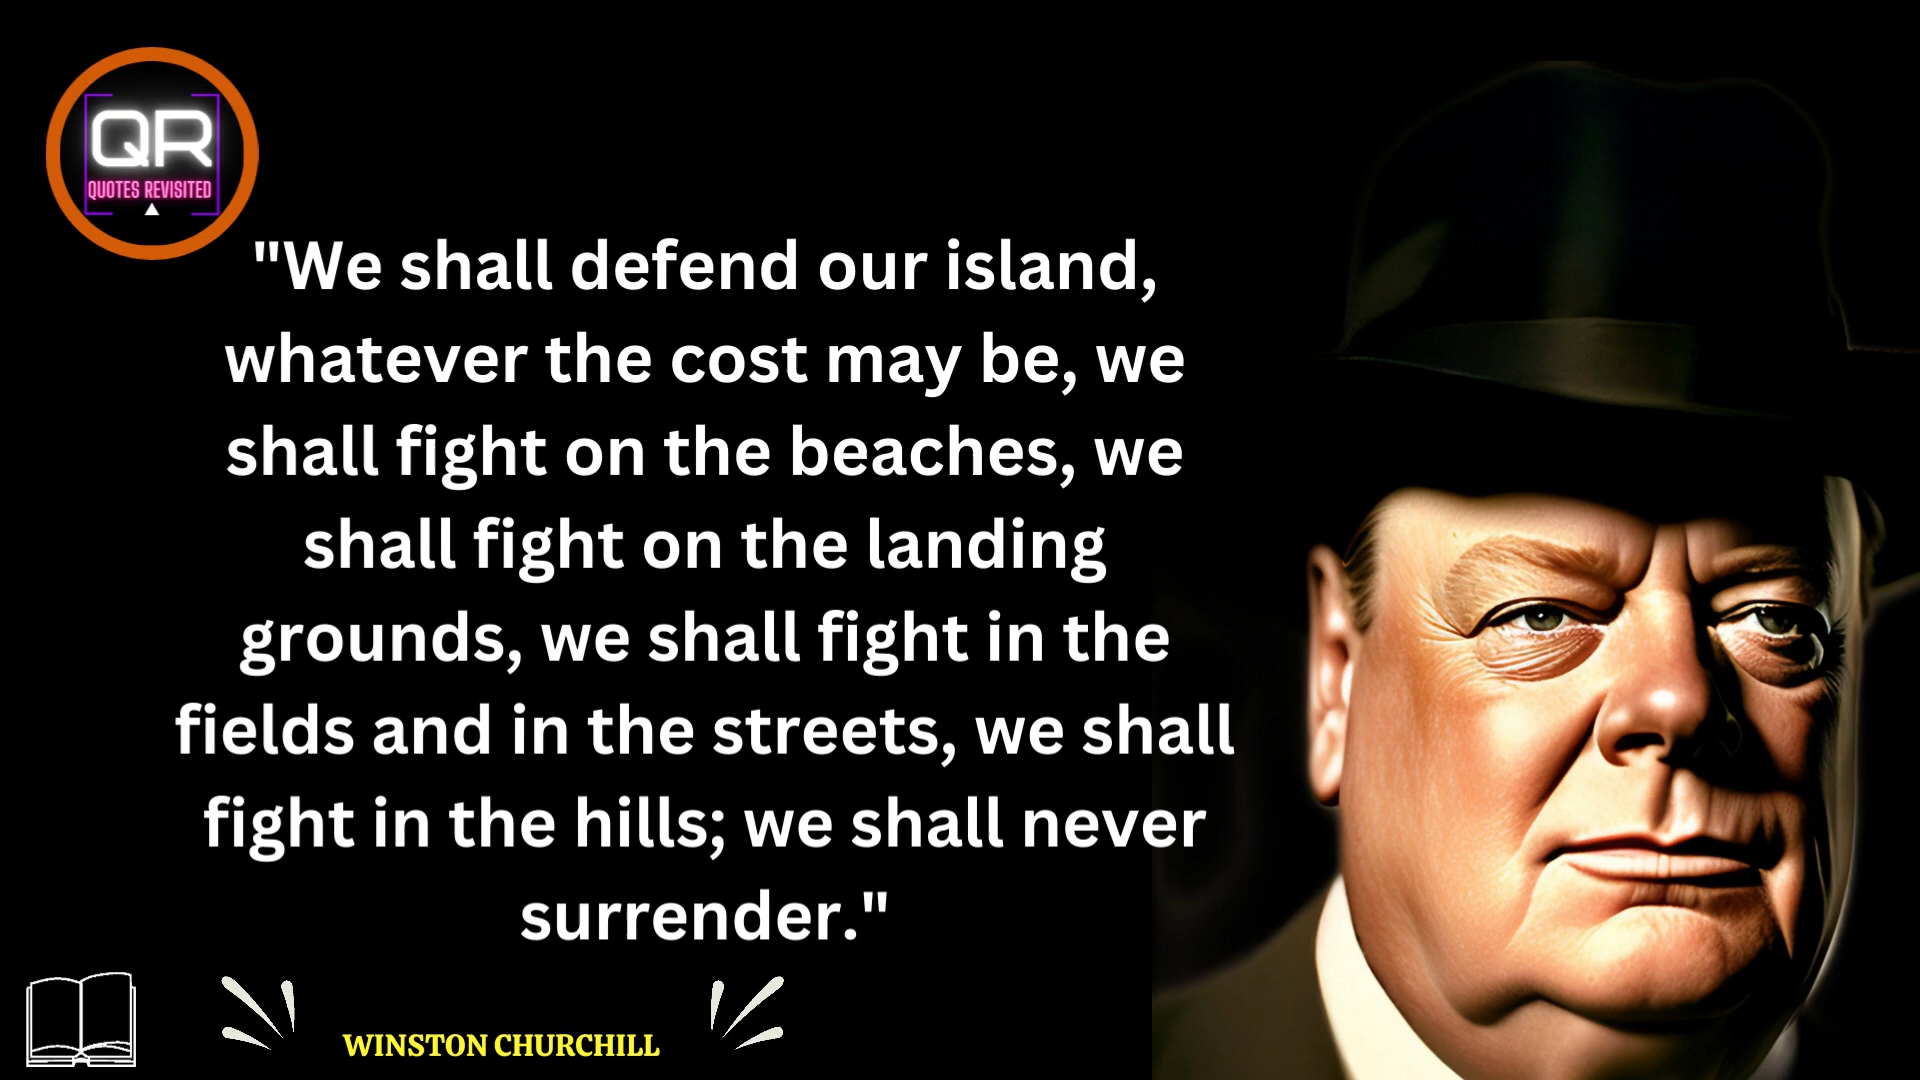 QR
QUOTES REVISITED
"We shall defend our island,
whatever the cost may be, we
shall fight on the beaches, we
shall fight on the landing
grounds, we shall fight in the
fields and in the streets, we shall
fight in the hills; we shall never
surrender."
WINSTON CHURCHILL